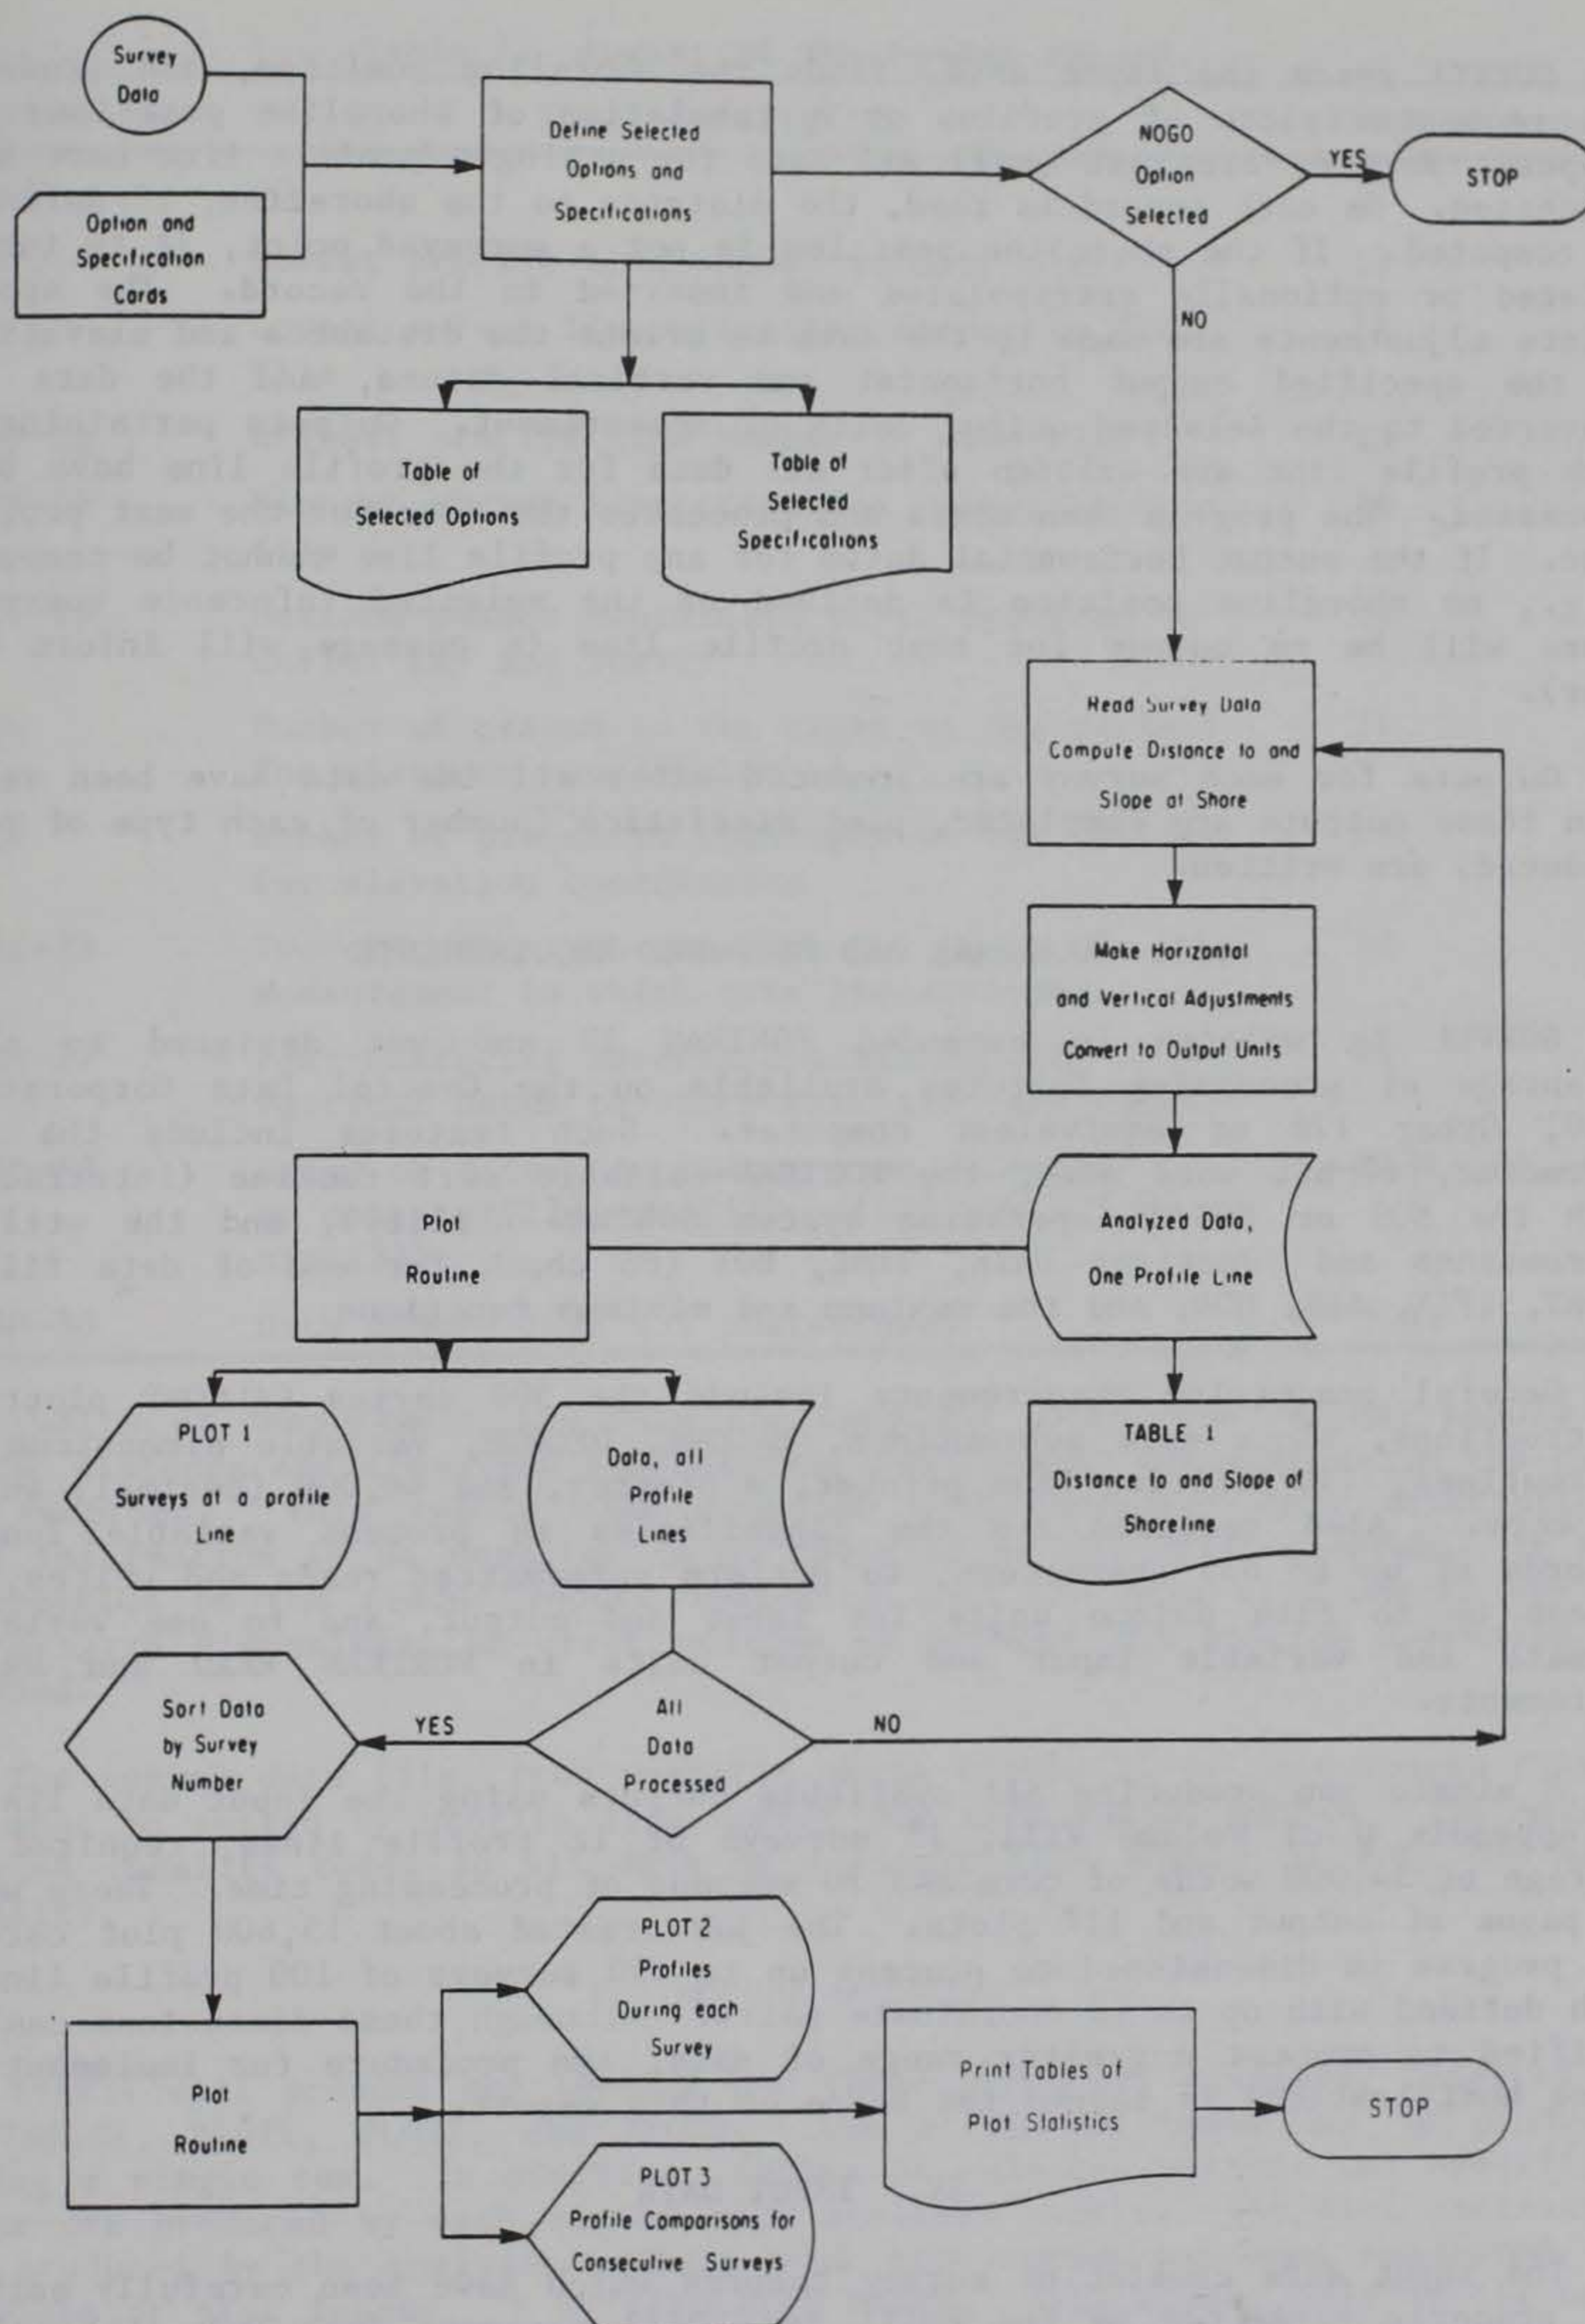 Survey
Data
Option and
Specification
Cards
Define Selected
Options and
Specifications
NOGO
Option
Selected
YES
STOP
NO
Table of
Selected Options
Table of
Selected
Specifications
Read Survey Data
Compute Distance to and
Slope at Shore
Make Horizontal
and Vertical Adjustments
Convert to Output Units
Plot
Routine
Analyzed Data,
One Profile Line
PLOT 1
Surveys at a profile
Line
Data, all
Profile
Lines
TABLE 1
Distance to and Slope of
Shoreline
Sort Data
by Survey
Number
YES
All
Data
Processed
NO
PLOT 2
Profiles
During each
Survey
Plot
Routine
Print Tables of
Plot Statistics
STOP
PLOT 3
Profile Comparisons for
Consecutive Surveys